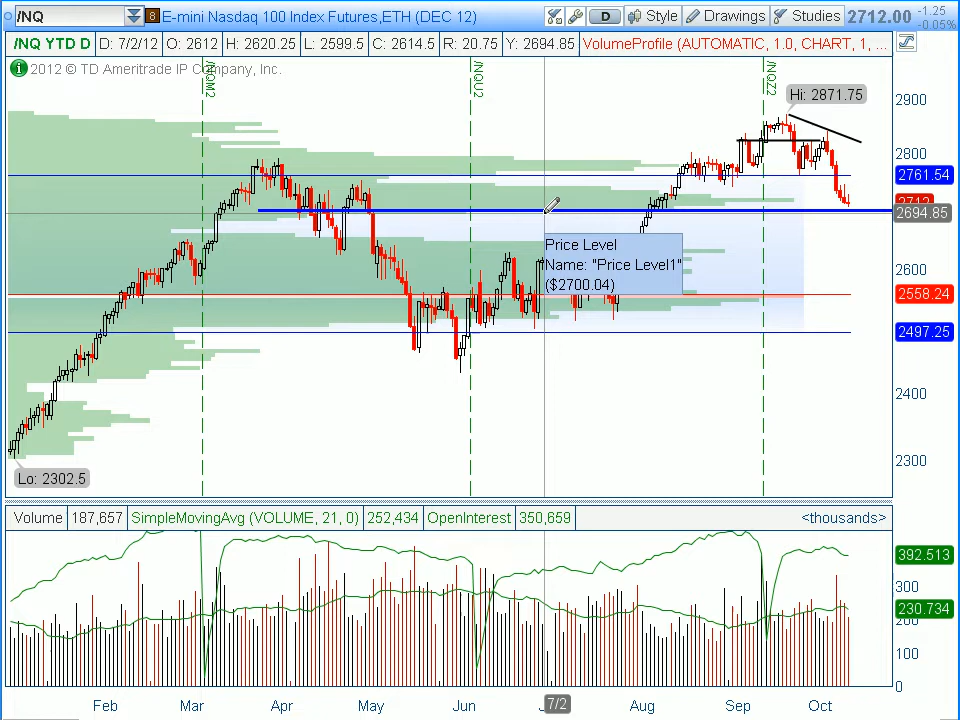 /NQ 8 E-mini Nasdaq 100 Index Futures,ETH (DEC 12) D Style Drawings Studies 2712.00 -1.25
-0.05%
/NQ YTD D D: 7/2/12 O: 2612 H: 2620.25 L: 2599.5 C: 2614.5 R: 20.75 Y: 2694.85 VolumeProfile (AUTOMATIC, 1.0, CHART, 1, ...
2012 © TD Ameritrade IP Company, Inc.
/NQM2
/NQU2
/NQZ2
Hi: 2871.75
2900
2800
2761.54
2712
2694.85
Price Level
Name: "Price Level1"
($2700.04)
2600
2558.24
2497.25
2400
2300
Lo: 2302.5
Volume 187,657 SimpleMovingAvg (VOLUME, 21, 0) 252,434 OpenInterest 350,659 <thousands>
392.513
300
230.734
200
100
0
Feb Mar Apr May Jun 7/2 Aug Sep Oct